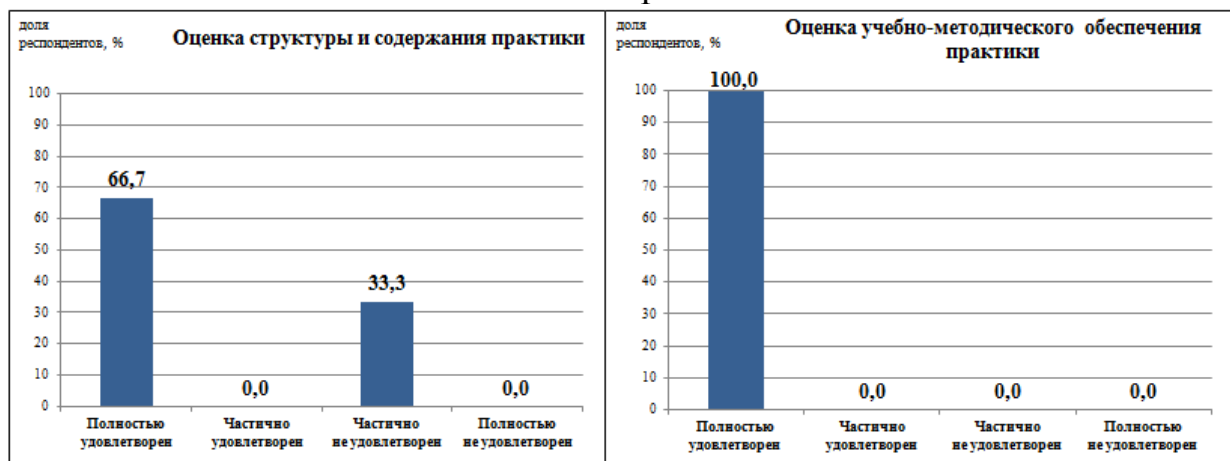 доля
респондентов, %
Оценка структуры и содержания практики
100
90
80
70
60
50
40
30
20
10
0
66,7
0,0
33,3
0,0
Полностью
удовлетворен
Частично
удовлетворен
Частично
не удовлетворен
Полностью
не удовлетворен
доля
респондентов, %
Оценка учебно-методического обеспечения
практики
100
90
80
70
60
50
40
30
20
10
0
100,0
0,0
0,0
0,0
Полностью
удовлетворен
Частично
удовлетворен
Частично
не удовлетворен
Полностью
не удовлетворен